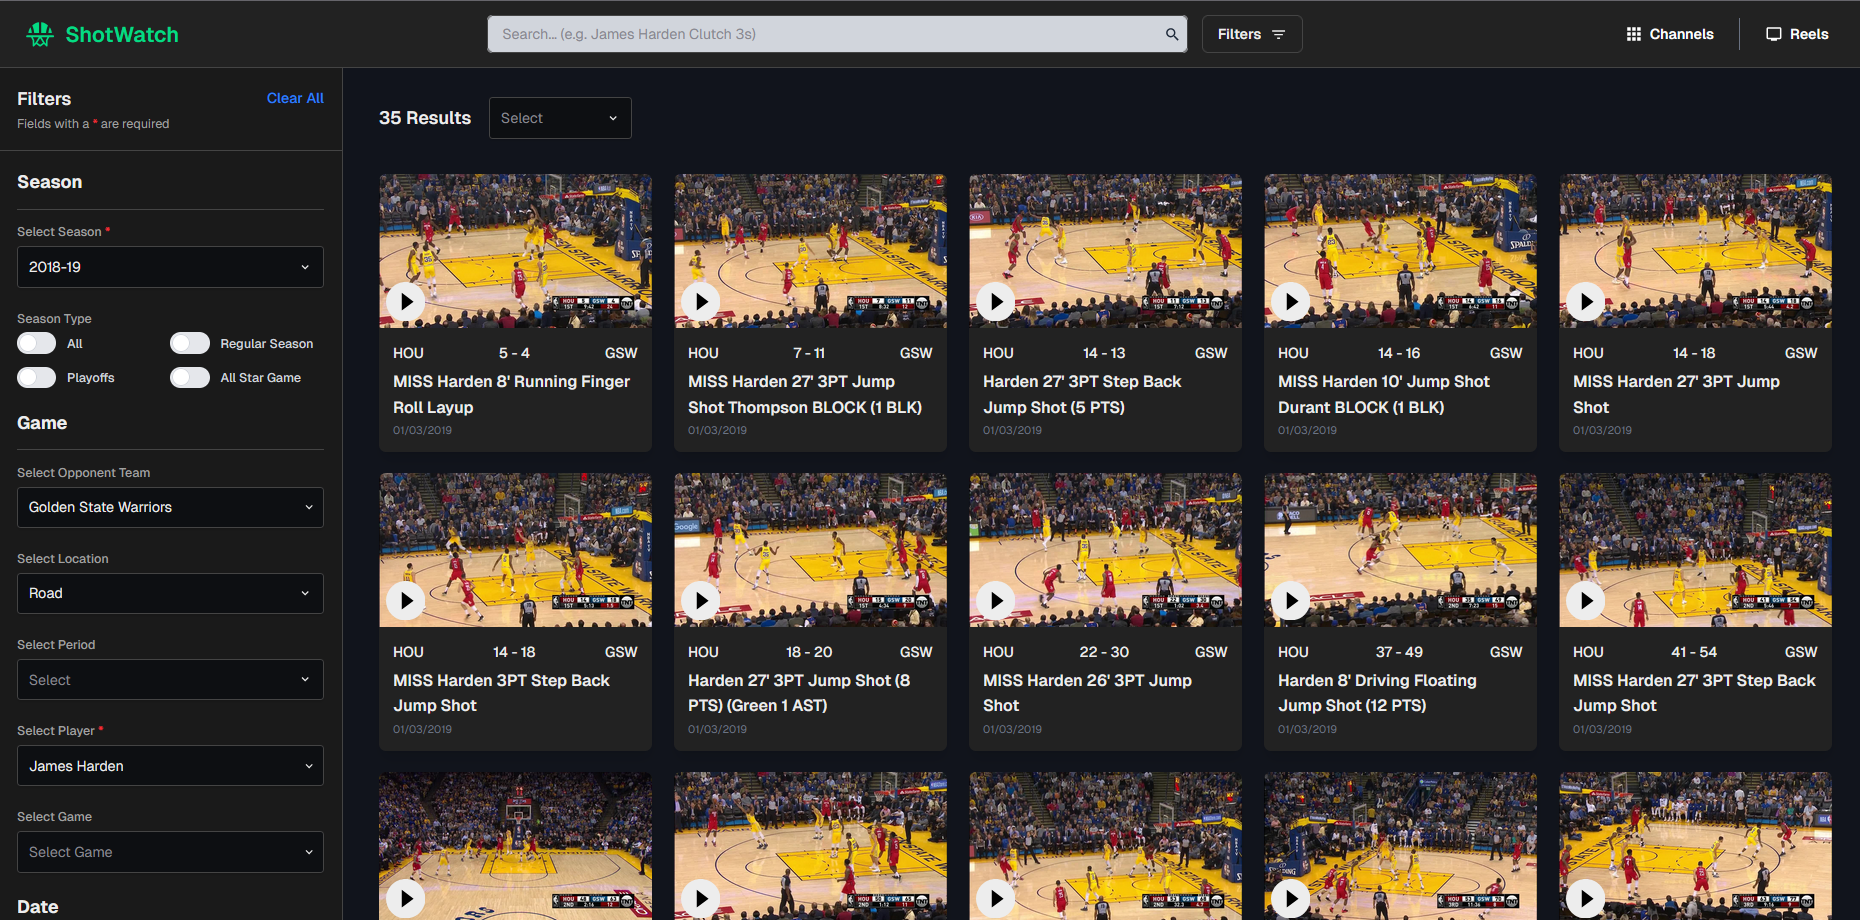 ShotWatch
Search... (e.g. James Harden Clutch 3s)
Filters
Channels
Reels
Filters
Clear All
Fields with a * are required
Season
Select Season *
2018-19
Season Type
All
Regular Season
Playoffs
All Star Game
Game
Select Opponent Team
Golden State Warriors
Select Location
Road
Select Period
Select
Select Player *
James Harden
Select Game
Select Game
Date
35 Results
Select
HOU 5 - 4 GSW
MISS Harden 8' Running Finger
Roll Layup
01/03/2019
HOU 7 - 11 GSW
MISS Harden 27' 3PT Jump
Shot Thompson BLOCK (1 BLK)
01/03/2019
HOU 14 - 13 GSW
Harden 27' 3PT Step Back
Jump Shot (5 PTS)
01/03/2019
HOU 14 - 16 GSW
MISS Harden 10' Jump Shot
Durant BLOCK (1 BLK)
01/03/2019
HOU 14 - 18 GSW
MISS Harden 27' 3PT Jump
Shot
01/03/2019
HOU 14 - 18 GSW
MISS Harden 3PT Step Back
Jump Shot
01/03/2019
HOU 18 - 20 GSW
Harden 27' 3PT Jump Shot (8
PTS) (Green 1 AST)
01/03/2019
HOU 22 - 30 GSW
MISS Harden 26' 3PT Jump
Shot
01/03/2019
HOU 37 - 49 GSW
Harden 8' Driving Floating
Jump Shot (12 PTS)
01/03/2019
HOU 41 - 54 GSW
MISS Harden 27' 3PT Step Back
Jump Shot
01/03/2019